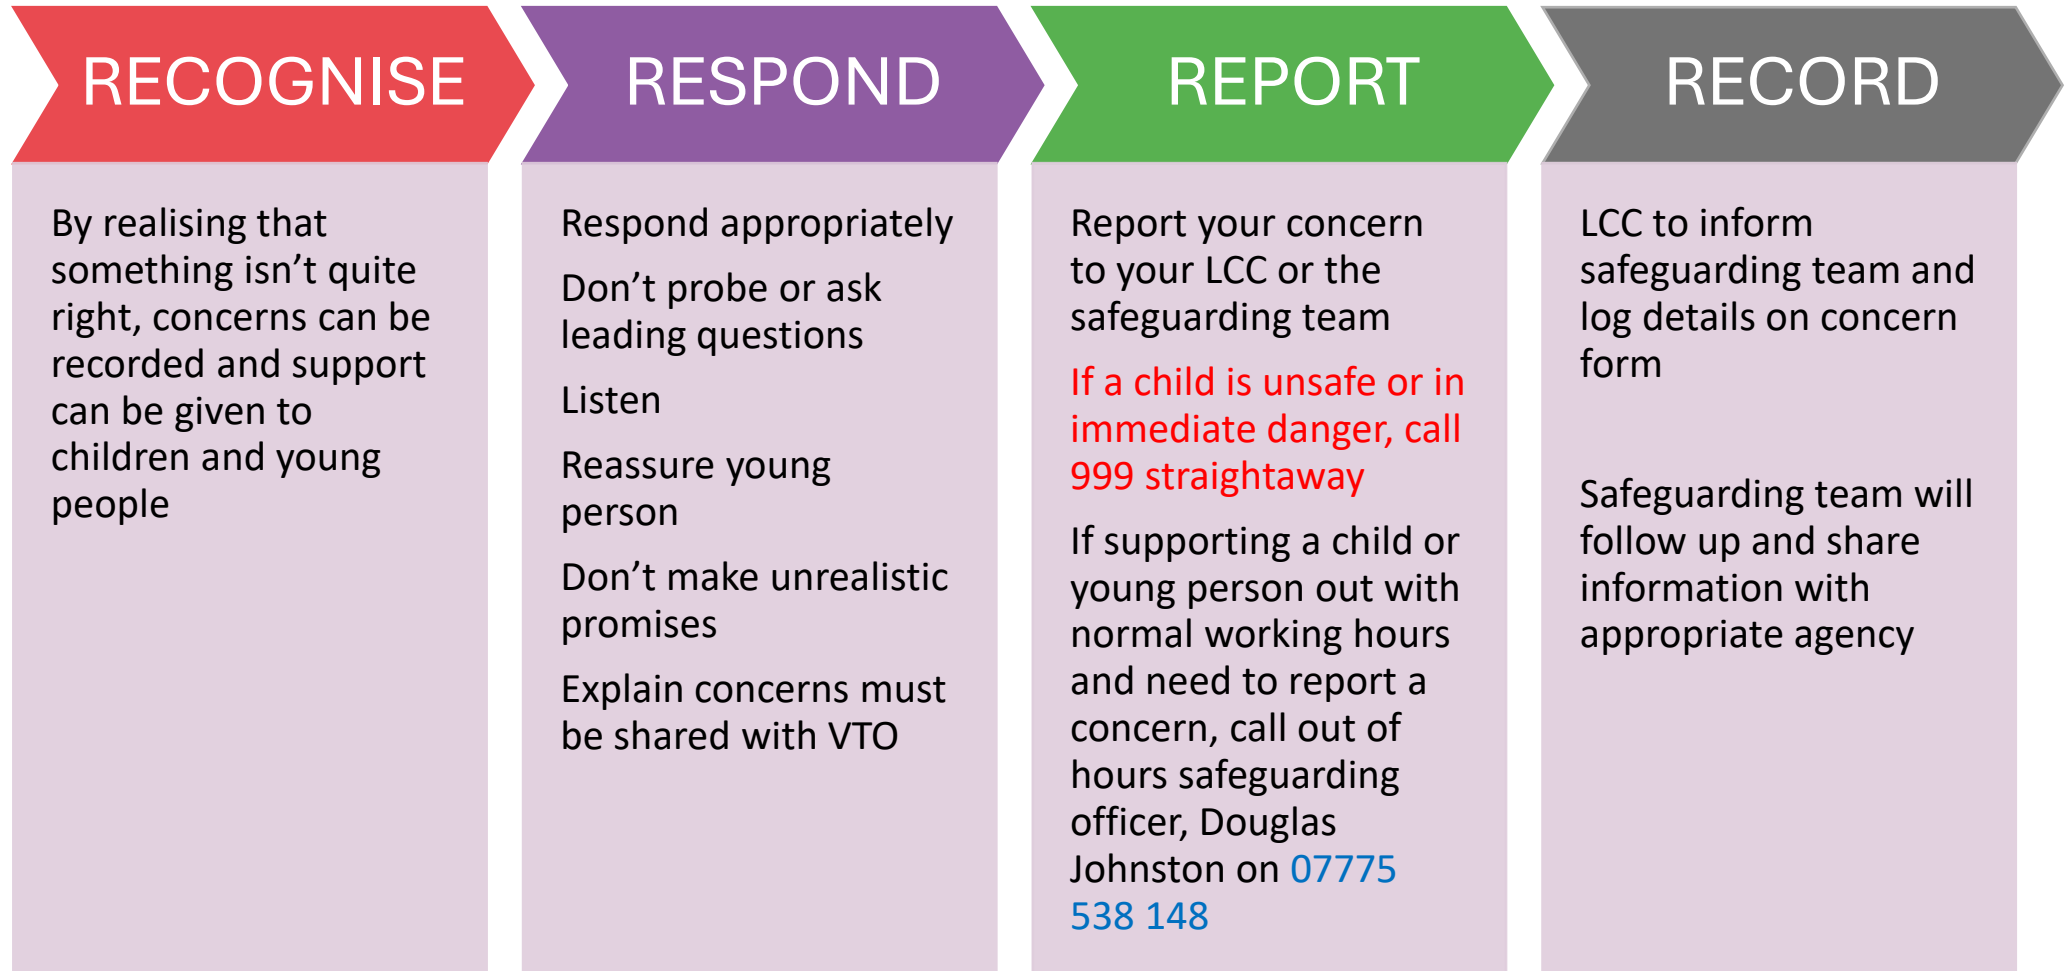 RECOGNISE
By realising that
something isn’t quite
right, concerns can be
recorded and support
can be given to
children and young
people
RESPOND
Respond appropriately
Don’t probe or ask
leading questions
Listen
Reassure young
person
Don’t make unrealistic
promises
Explain concerns must
be shared with VTO
REPORT
Report your concern
to your LCC or the
safeguarding team
If a child is unsafe or in
immediate danger, call
999 straightaway
If supporting a child or
young person out with
normal working hours
and need to report a
concern, call out of
hours safeguarding
officer, Douglas
Johnston on 07775
538 148
RECORD
LCC to inform
safeguarding team and
log details on concern
form
Safeguarding team will
follow up and share
information with
appropriate agency